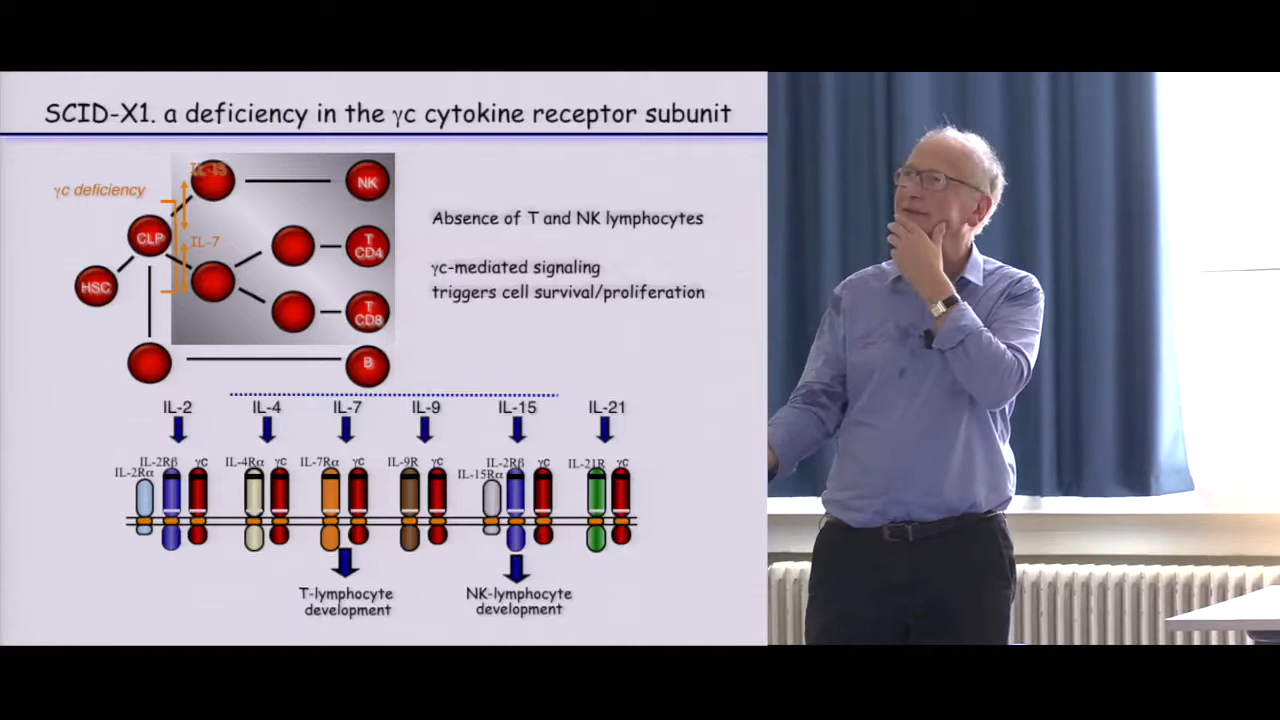 SCID-X1. a deficiency in the γc cytokine receptor subunit
IL-15
NK
γc deficiency
Absence of T and NK lymphocytes
CLP
IL-7
T
CD4
γc-mediated signaling
HSC
triggers cell survival/proliferation
T
CD8
B
IL-2
IL-4
IL-7
IL-9
IL-15
IL-21
IL-2Rα
IL-2Rβ
γc
IL-4Rα
γc
IL-7Rα
γc
IL-9R
γc
IL-15Rα
IL-2Rβ
γc
IL-21R
γc
T-lymphocyte
development
NK-lymphocyte
development